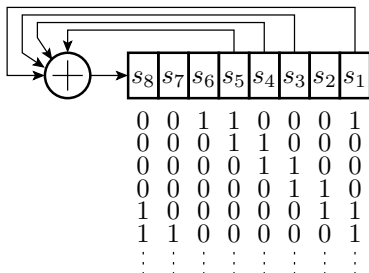 + s₈ s₇ s₆ s₅ s₄ s₃ s₂ s₁
0 0 1 1 0 0 0 1
0 0 0 1 1 0 0 0
0 0 0 0 1 1 0 0
0 0 0 0 0 1 1 0
1 0 0 0 0 0 1 1
1 1 0 0 0 0 0 1